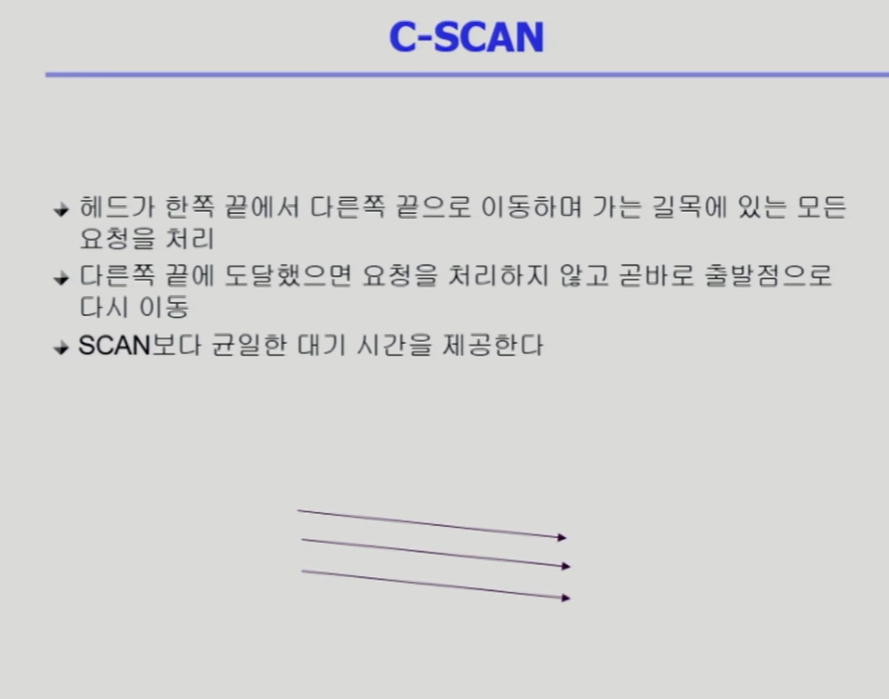 C-SCAN
헤드가 한쪽 끝에서 다른쪽 끝으로 이동하며 가는 길목에 있는 모든
요청을 처리
다른쪽 끝에 도달했으면 요청을 처리하지 않고 곧바로 출발점으로
다시 이동
SCAN보다 균일한 대기 시간을 제공한다